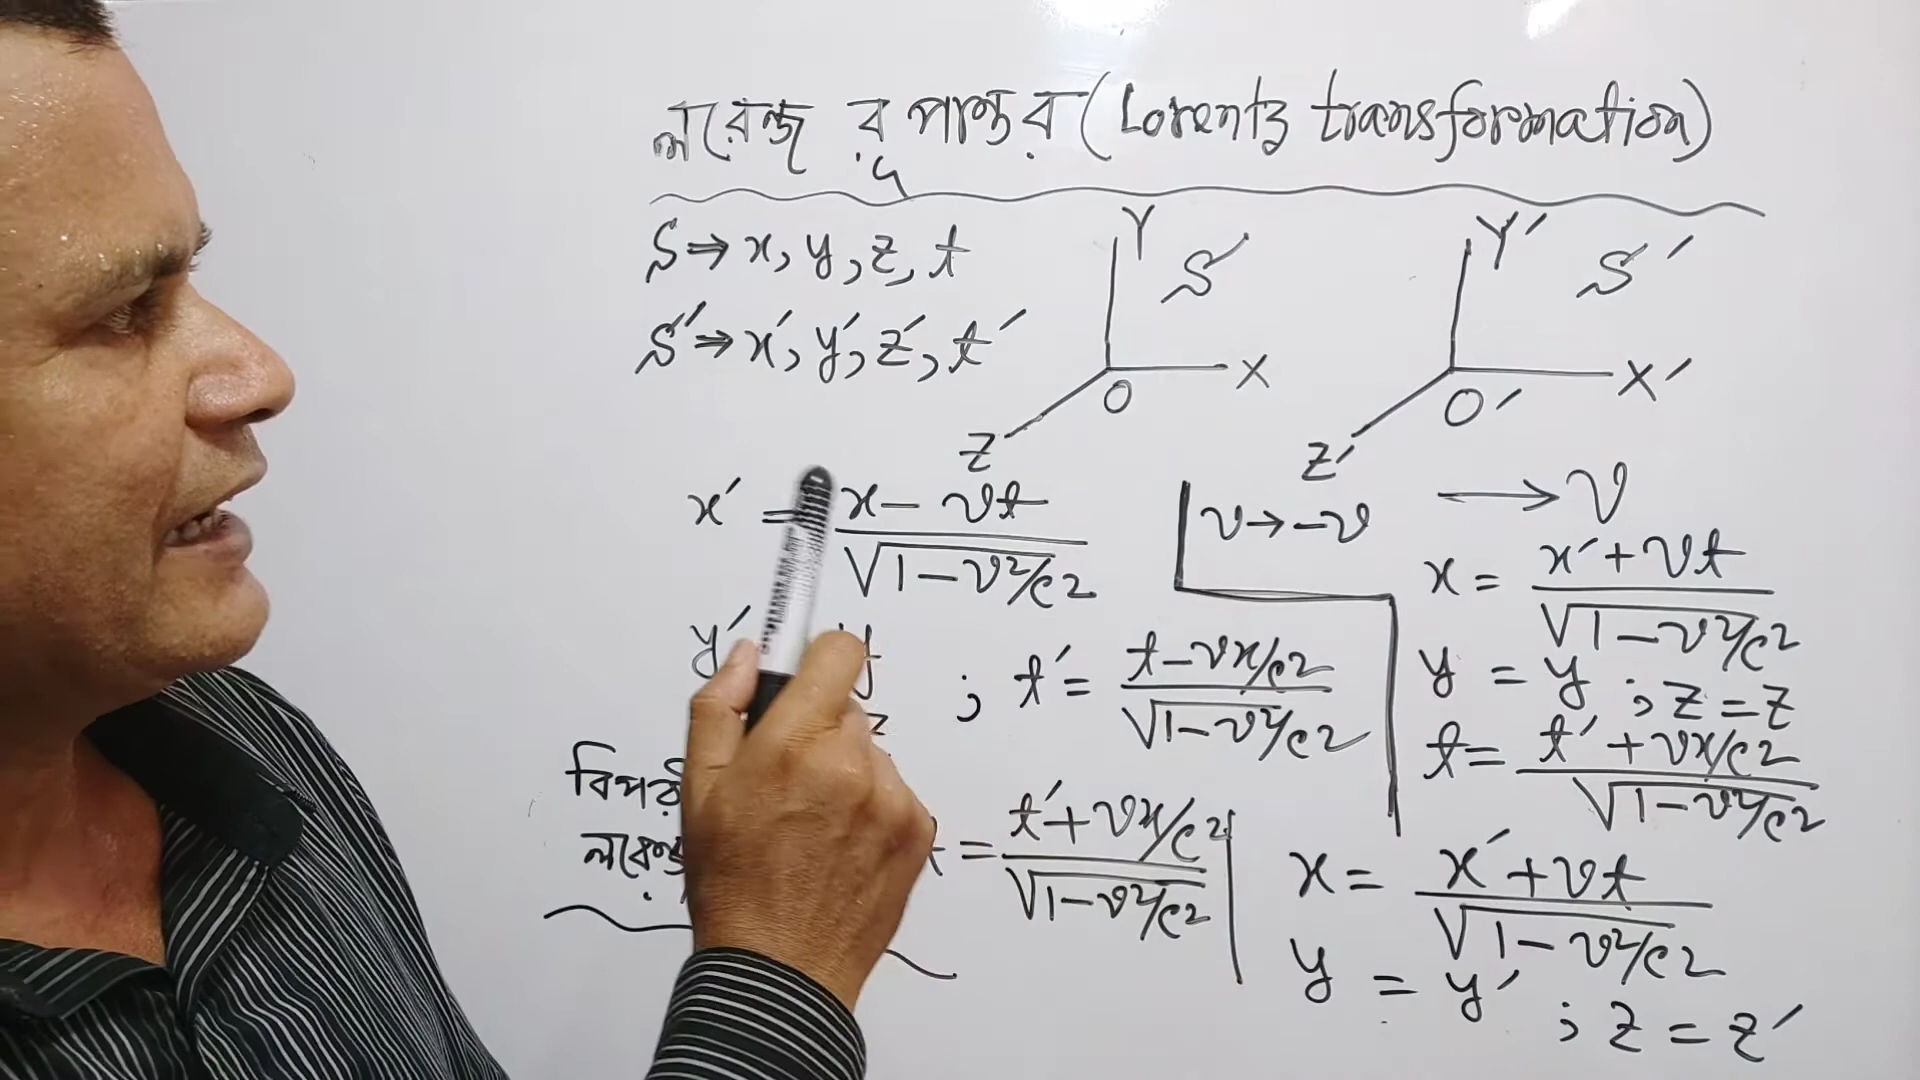 লরেন্জ রূপান্তর (Lorentz transformation)
S ⇒ x, y, z, t
S′ ⇒ x′, y′, z′, t′
Y S
X
O
Z
Y′ S′
X′
O′
Z′
→ v
x′ = x − vt / √1 − v²/c²
v → −v
x = x′ + vt / √1 − v²/c²
y′ y
; t′ = t − vx/c² / √1 − v²/c²
y = y ; z = z
t = t′ + vx/c² / √1 − v²/c²
= t′ + vx/c² / √1 − v²/c²
x = x′ + vt / √1 − v²/c²
y = y′ ; z = z′